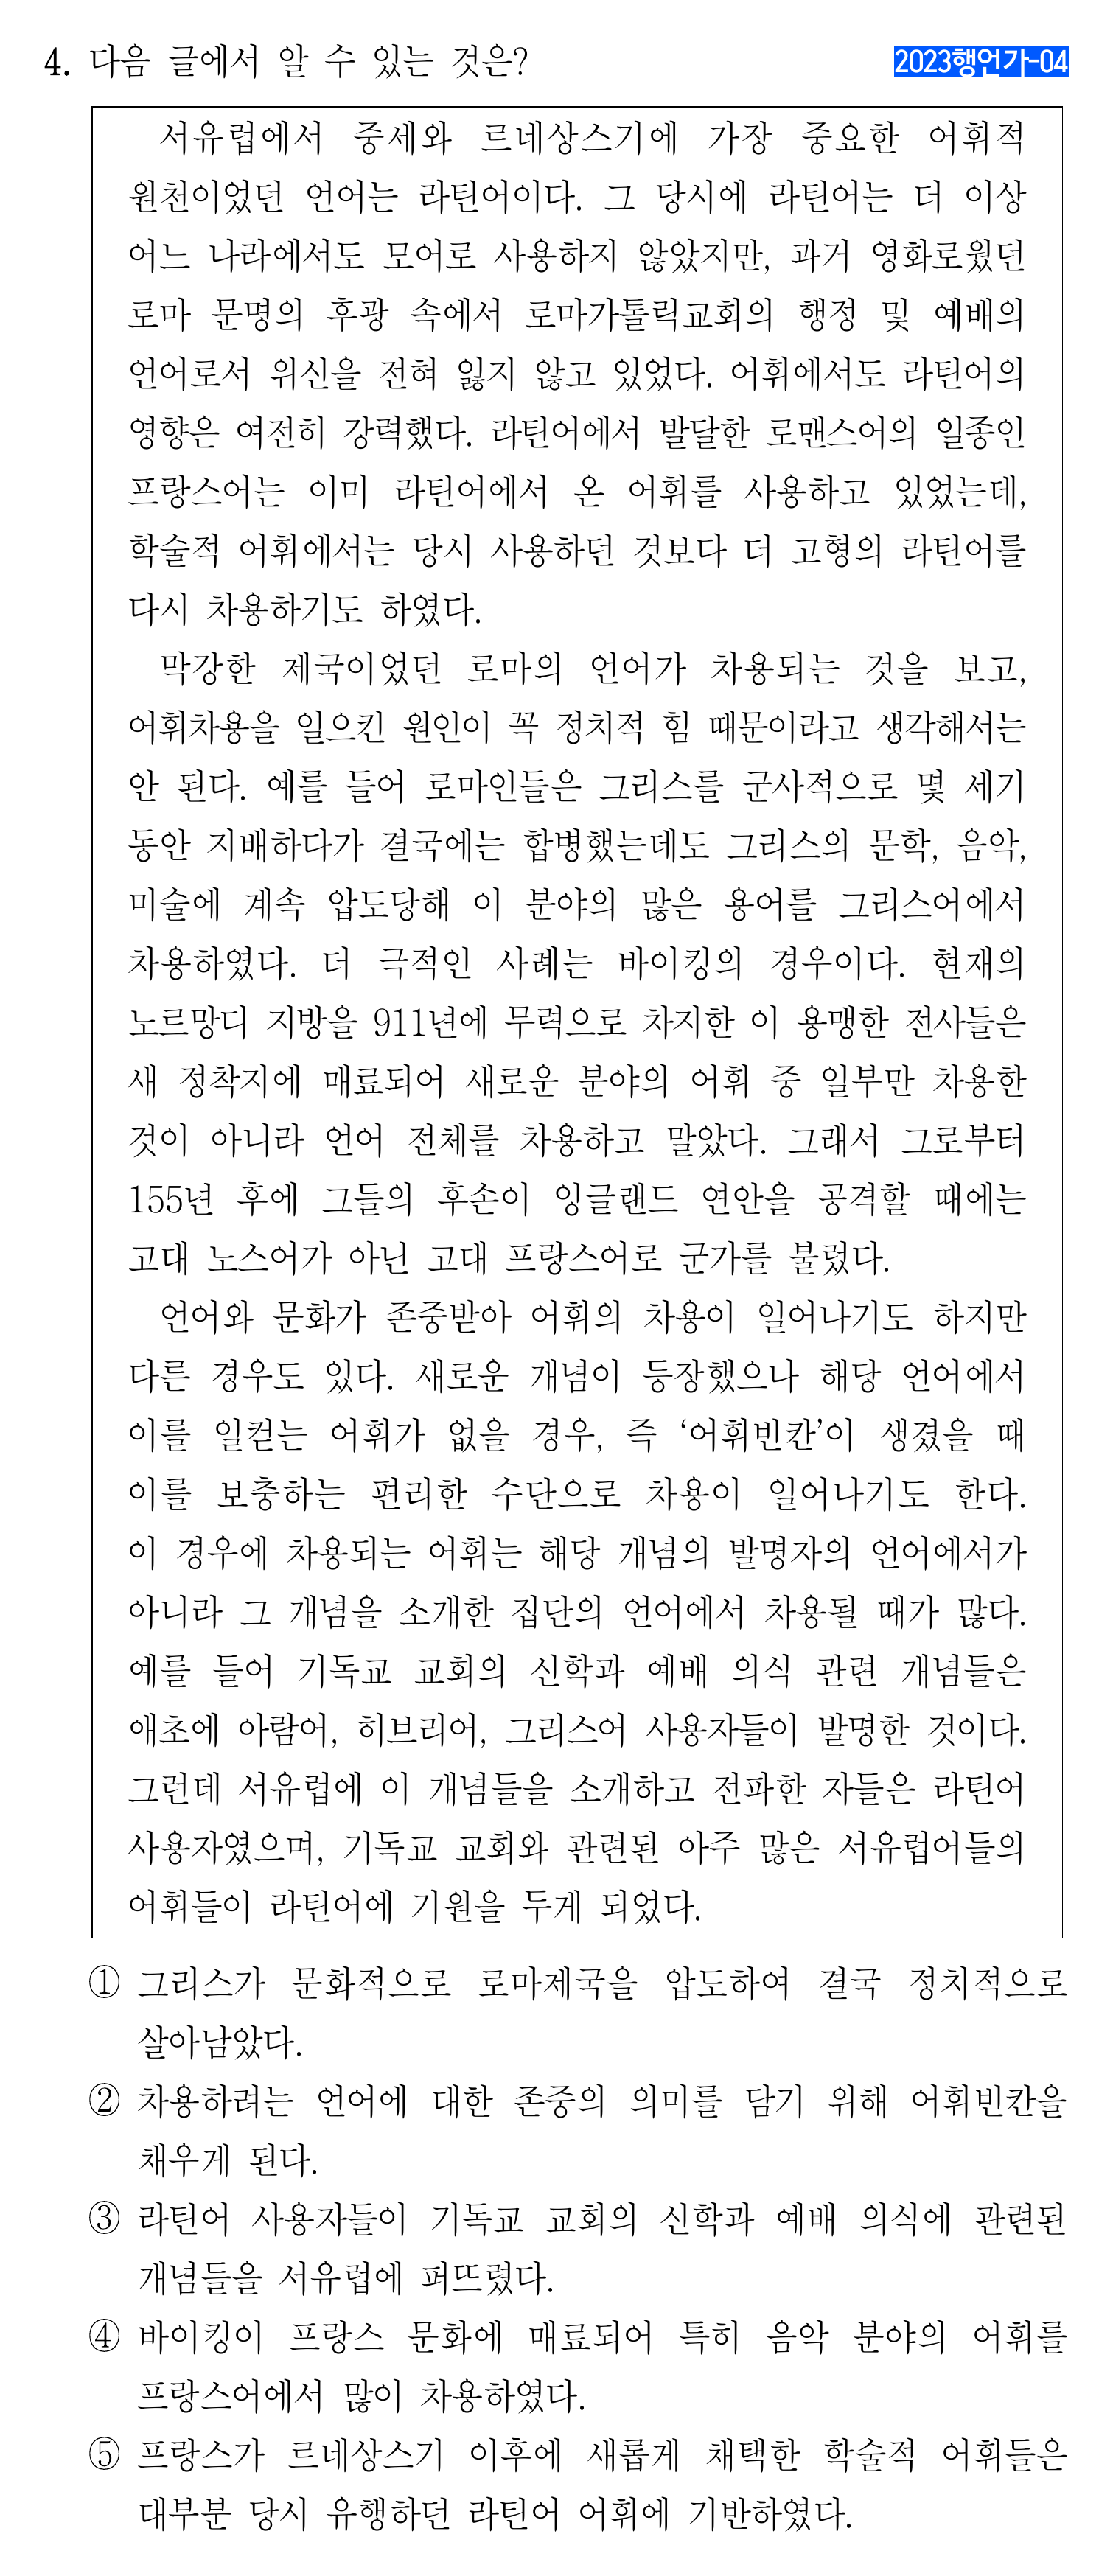 4. 다음 글에서 알 수 있는 것은?
2023행언가-04
서유럽에서 중세와 르네상스기에 가장 중요한 어휘적
원천이었던 언어는 라틴어이다. 그 당시에 라틴어는 더 이상
어느 나라에서도 모어로 사용하지 않았지만, 과거 영화로웠던
로마 문명의 후광 속에서 로마가톨릭교회의 행정 및 예배의
언어로서 위신을 전혀 잃지 않고 있었다. 어휘에서도 라틴어의
영향은 여전히 강력했다. 라틴어에서 발달한 로맨스어의 일종인
프랑스어는 이미 라틴어에서 온 어휘를 사용하고 있었는데,
학술적 어휘에서는 당시 사용하던 것보다 더 고형의 라틴어를
다시 차용하기도 하였다.
막강한 제국이었던 로마의 언어가 차용되는 것을 보고,
어휘차용을 일으킨 원인이 꼭 정치적 힘 때문이라고 생각해서는
안 된다. 예를 들어 로마인들은 그리스를 군사적으로 몇 세기
동안 지배하다가 결국에는 합병했는데도 그리스의 문학, 음악,
미술에 계속 압도당해 이 분야의 많은 용어를 그리스어에서
차용하였다. 더 극적인 사례는 바이킹의 경우이다. 현재의
노르망디 지방을 911년에 무력으로 차지한 이 용맹한 전사들은
새 정착지에 매료되어 새로운 분야의 어휘 중 일부만 차용한
것이 아니라 언어 전체를 차용하고 말았다. 그래서 그로부터
155년 후에 그들의 후손이 잉글랜드 연안을 공격할 때에는
고대 노스어가 아닌 고대 프랑스어로 군가를 불렀다.
언어와 문화가 존중받아 어휘의 차용이 일어나기도 하지만
다른 경우도 있다. 새로운 개념이 등장했으나 해당 언어에서
이를 일컫는 어휘가 없을 경우, 즉 ‘어휘빈칸’이 생겼을 때
이를 보충하는 편리한 수단으로 차용이 일어나기도 한다.
이 경우에 차용되는 어휘는 해당 개념의 발명자의 언어에서가
아니라 그 개념을 소개한 집단의 언어에서 차용될 때가 많다.
예를 들어 기독교 교회의 신학과 예배 의식 관련 개념들은
애초에 아람어, 히브리어, 그리스어 사용자들이 발명한 것이다.
그런데 서유럽에 이 개념들을 소개하고 전파한 자들은 라틴어
사용자였으며, 기독교 교회와 관련된 아주 많은 서유럽어들의
어휘들이 라틴어에 기원을 두게 되었다.
① 그리스가 문화적으로 로마제국을 압도하여 결국 정치적으로
살아남았다.
② 차용하려는 언어에 대한 존중의 의미를 담기 위해 어휘빈칸을
채우게 된다.
③ 라틴어 사용자들이 기독교 교회의 신학과 예배 의식에 관련된
개념들을 서유럽에 퍼뜨렸다.
④ 바이킹이 프랑스 문화에 매료되어 특히 음악 분야의 어휘를
프랑스어에서 많이 차용하였다.
⑤ 프랑스가 르네상스기 이후에 새롭게 채택한 학술적 어휘들은
대부분 당시 유행하던 라틴어 어휘에 기반하였다.